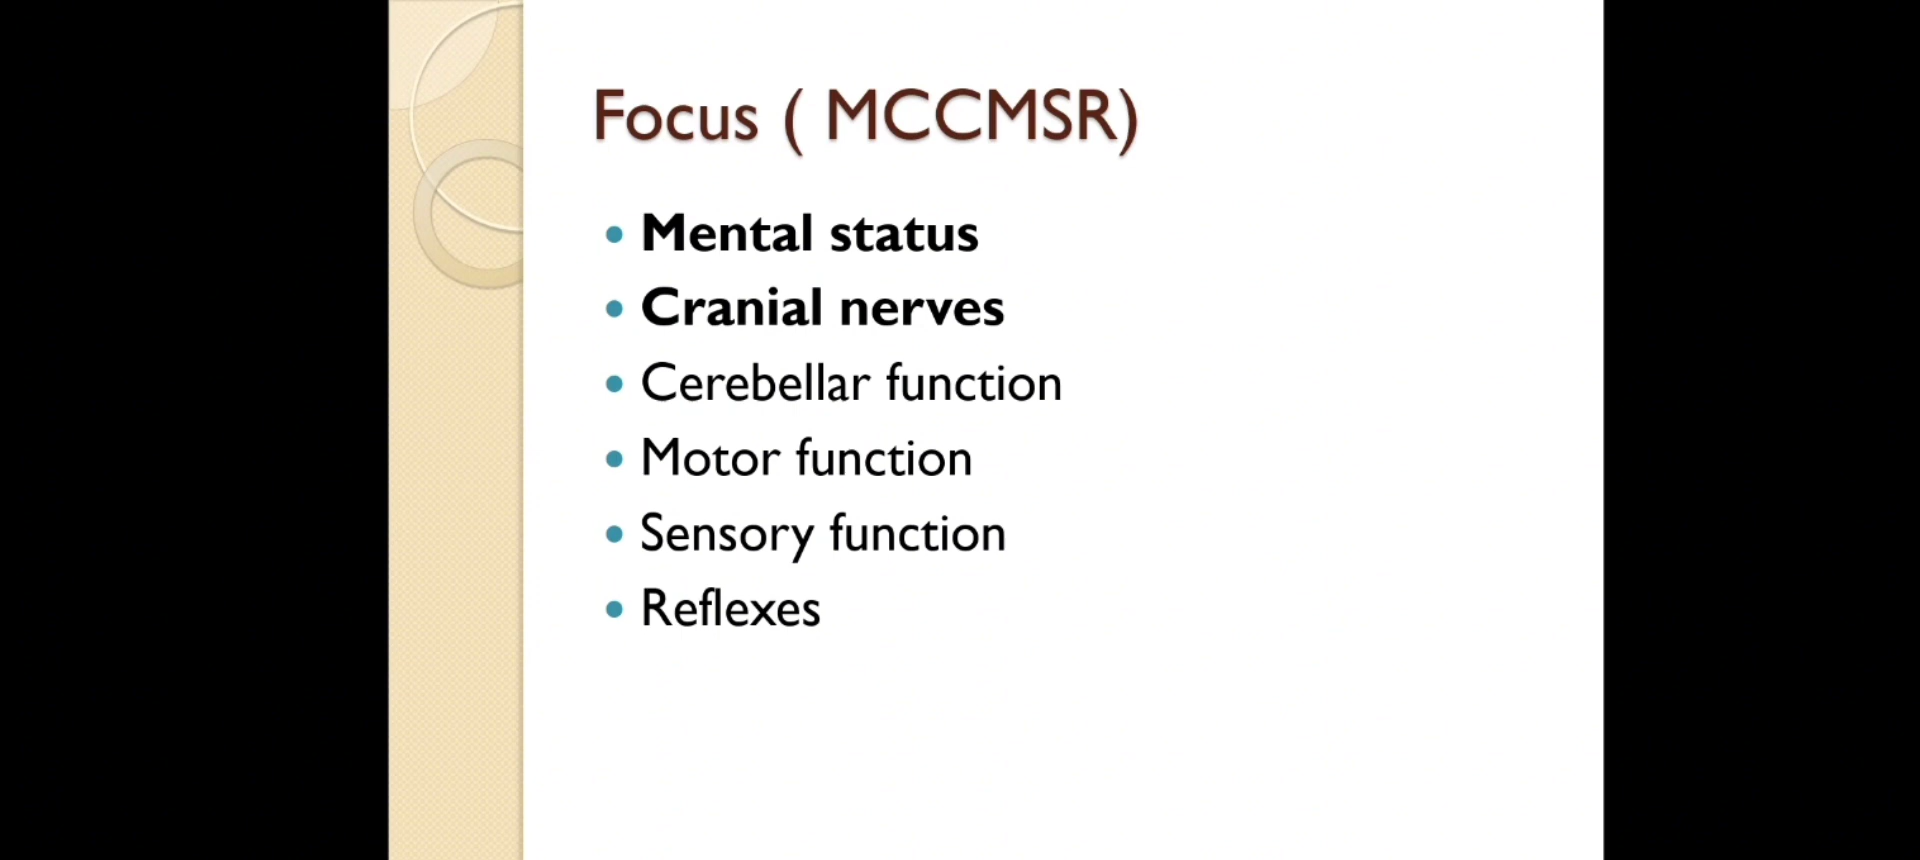 Focus ( MCCMSR)
• Mental status
• Cranial nerves
• Cerebellar function
• Motor function
• Sensory function
• Reflexes